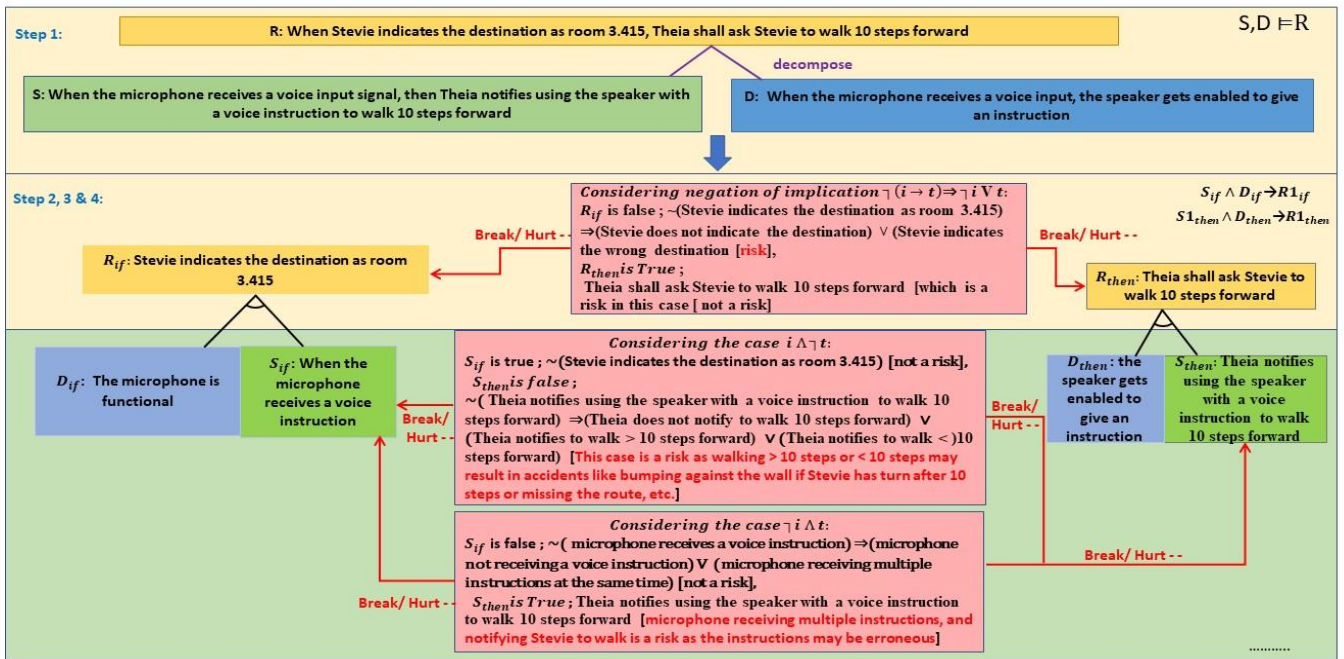 Step 1:
R: When Stevie indicates the destination as room 3.415, Theia shall ask Stevie to walk 10 steps forward
S,D ⊨R
decompose
S: When the microphone receives a voice input signal, then Theia notifies using the speaker with
a voice instruction to walk 10 steps forward
D: When the microphone receives a voice input, the speaker gets enabled to give
an instruction
Step 2, 3 & 4:
Considering negation of implication ┐(i → t)⇒ ┐i V t:
R_if is false ; ~(Stevie indicates the destination as room 3.415)
⇒(Stevie does not indicate the destination) ∨ (Stevie indicates
the wrong destination [risk],
R_then is True ;
Theia shall ask Stevie to walk 10 steps forward [which is a
risk in this case [ not a risk]
S_if ∧ D_if→R1_if
S1_then ∧ D_then→R1_then
Break/ Hurt - -
Break/ Hurt - -
R_if: Stevie indicates the destination as room
3.415
R_then: Theia shall ask Stevie to
walk 10 steps forward
D_if: The microphone is
functional
S_if: When the
microphone
receives a voice
instruction
Considering the case i Λ┐t:
S_if is true ; ~(Stevie indicates the destination as room 3.415) [not a risk],
S_then is false ;
~( Theia notifies using the speaker with a voice instruction to walk 10
steps forward) ⇒(Theia does not notify to walk 10 steps forward) ∨
(Theia notifies to walk > 10 steps forward) ∨ (Theia notifies to walk < )10
steps forward) [This case is a risk as walking > 10 steps or < 10 steps may
result in accidents like bumping against the wall if Stevie has turn after 10
steps or missing the route, etc.]
Break/
Hurt - -
Break/
Hurt - -
D_then: the
speaker gets
enabled to
give an
instruction
S_then: Theia
notifies using
the speaker
with a voice
instruction to
walk 10 steps
forward
Considering the case ┐i Λ t:
S_if is false ; ~( microphone receives a voice instruction) ⇒(microphone
not receiving a voice instruction) V (microphone receiving multiple
instructions at the same time) [not a risk],
S_then is True ; Theia notifies using the speaker with a voice instruction
to walk 10 steps forward [microphone receiving multiple instructions, and
notifying Stevie to walk is a risk as the instructions may be erroneous]
Break/ Hurt - -
Break/ Hurt - -
...........